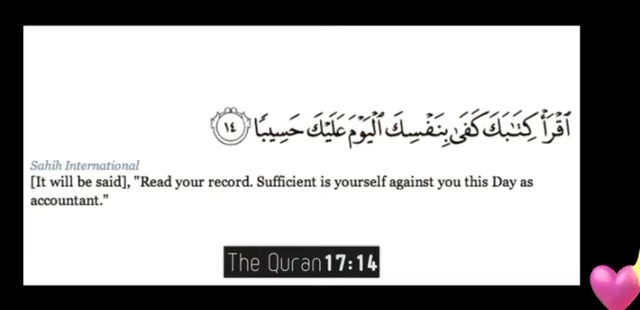 ٱقْرَأْ كِتَـٰبَكَ كَفَىٰ بِنَفْسِكَ ٱلْيَوْمَ عَلَيْكَ حَسِيبًا ١٤
Sahih International
[It will be said], "Read your record. Sufficient is yourself against you this Day as
accountant."
The Quran 17:14